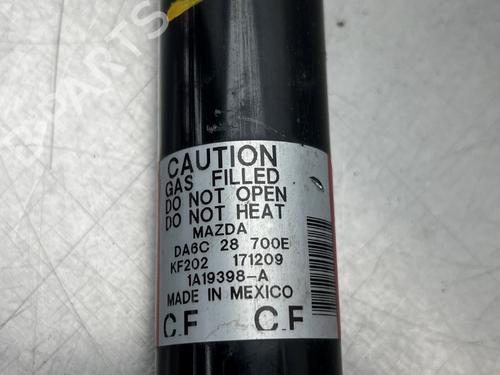 CAUTION
GAS FILLED
DO NOT OPEN
DO NOT HEAT
MAZDA
DA6C 28 700E
KF202 171209
1A19398-A
MADE IN MEXICO
C.F C.F